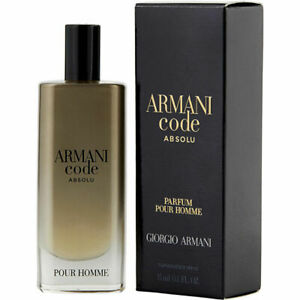 ARMANI
code
ABSOLU
POUR HOMME
ARMANI
code
ABSOLU
PARFUM
POUR HOMME
GIORGIO ARMANI